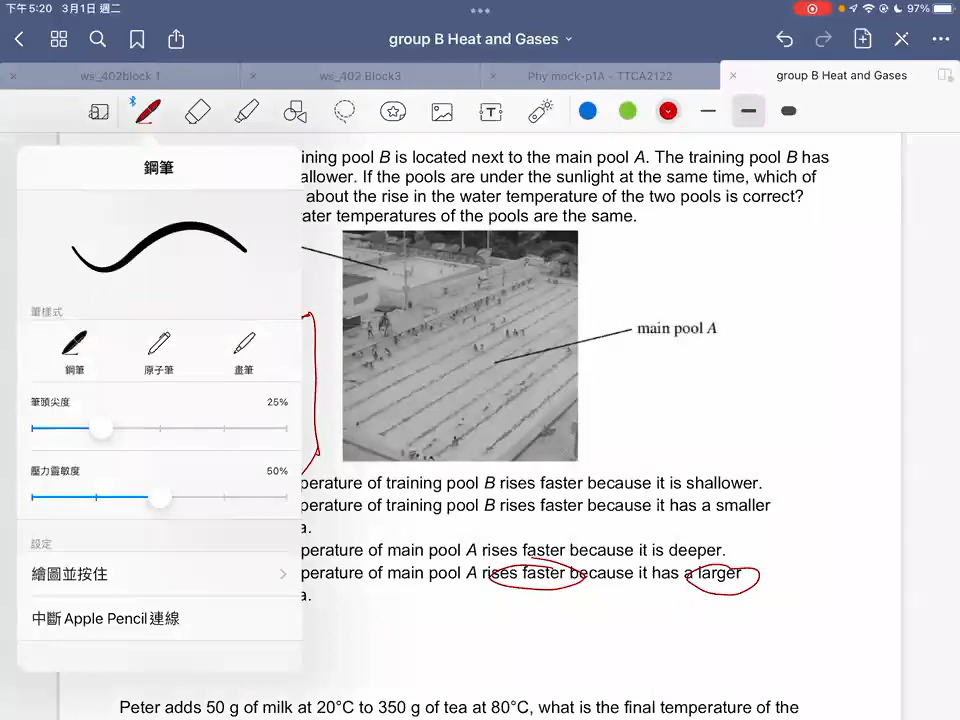 下午5:20 3月1日 週二
97%
group B Heat and Gases
ws_402block 1
ws_402 Block3
Phy mock-p1A - TTCA2122
group B Heat and Gases
鋼筆
筆樣式
鋼筆
原子筆
畫筆
筆頭尖度
25%
壓力靈敏度
50%
設定
繪圖並按住
中斷 Apple Pencil 連線
ining pool B is located next to the main pool A. The training pool B has
allower. If the pools are under the sunlight at the same time, which of
about the rise in the water temperature of the two pools is correct?
ater temperatures of the pools are the same.
main pool A
perature of training pool B rises faster because it is shallower.
perature of training pool B rises faster because it has a smaller
a.
perature of main pool A rises faster because it is deeper.
perature of main pool A rises faster because it has a larger
a.
Peter adds 50 g of milk at 20°C to 350 g of tea at 80°C, what is the final temperature of the